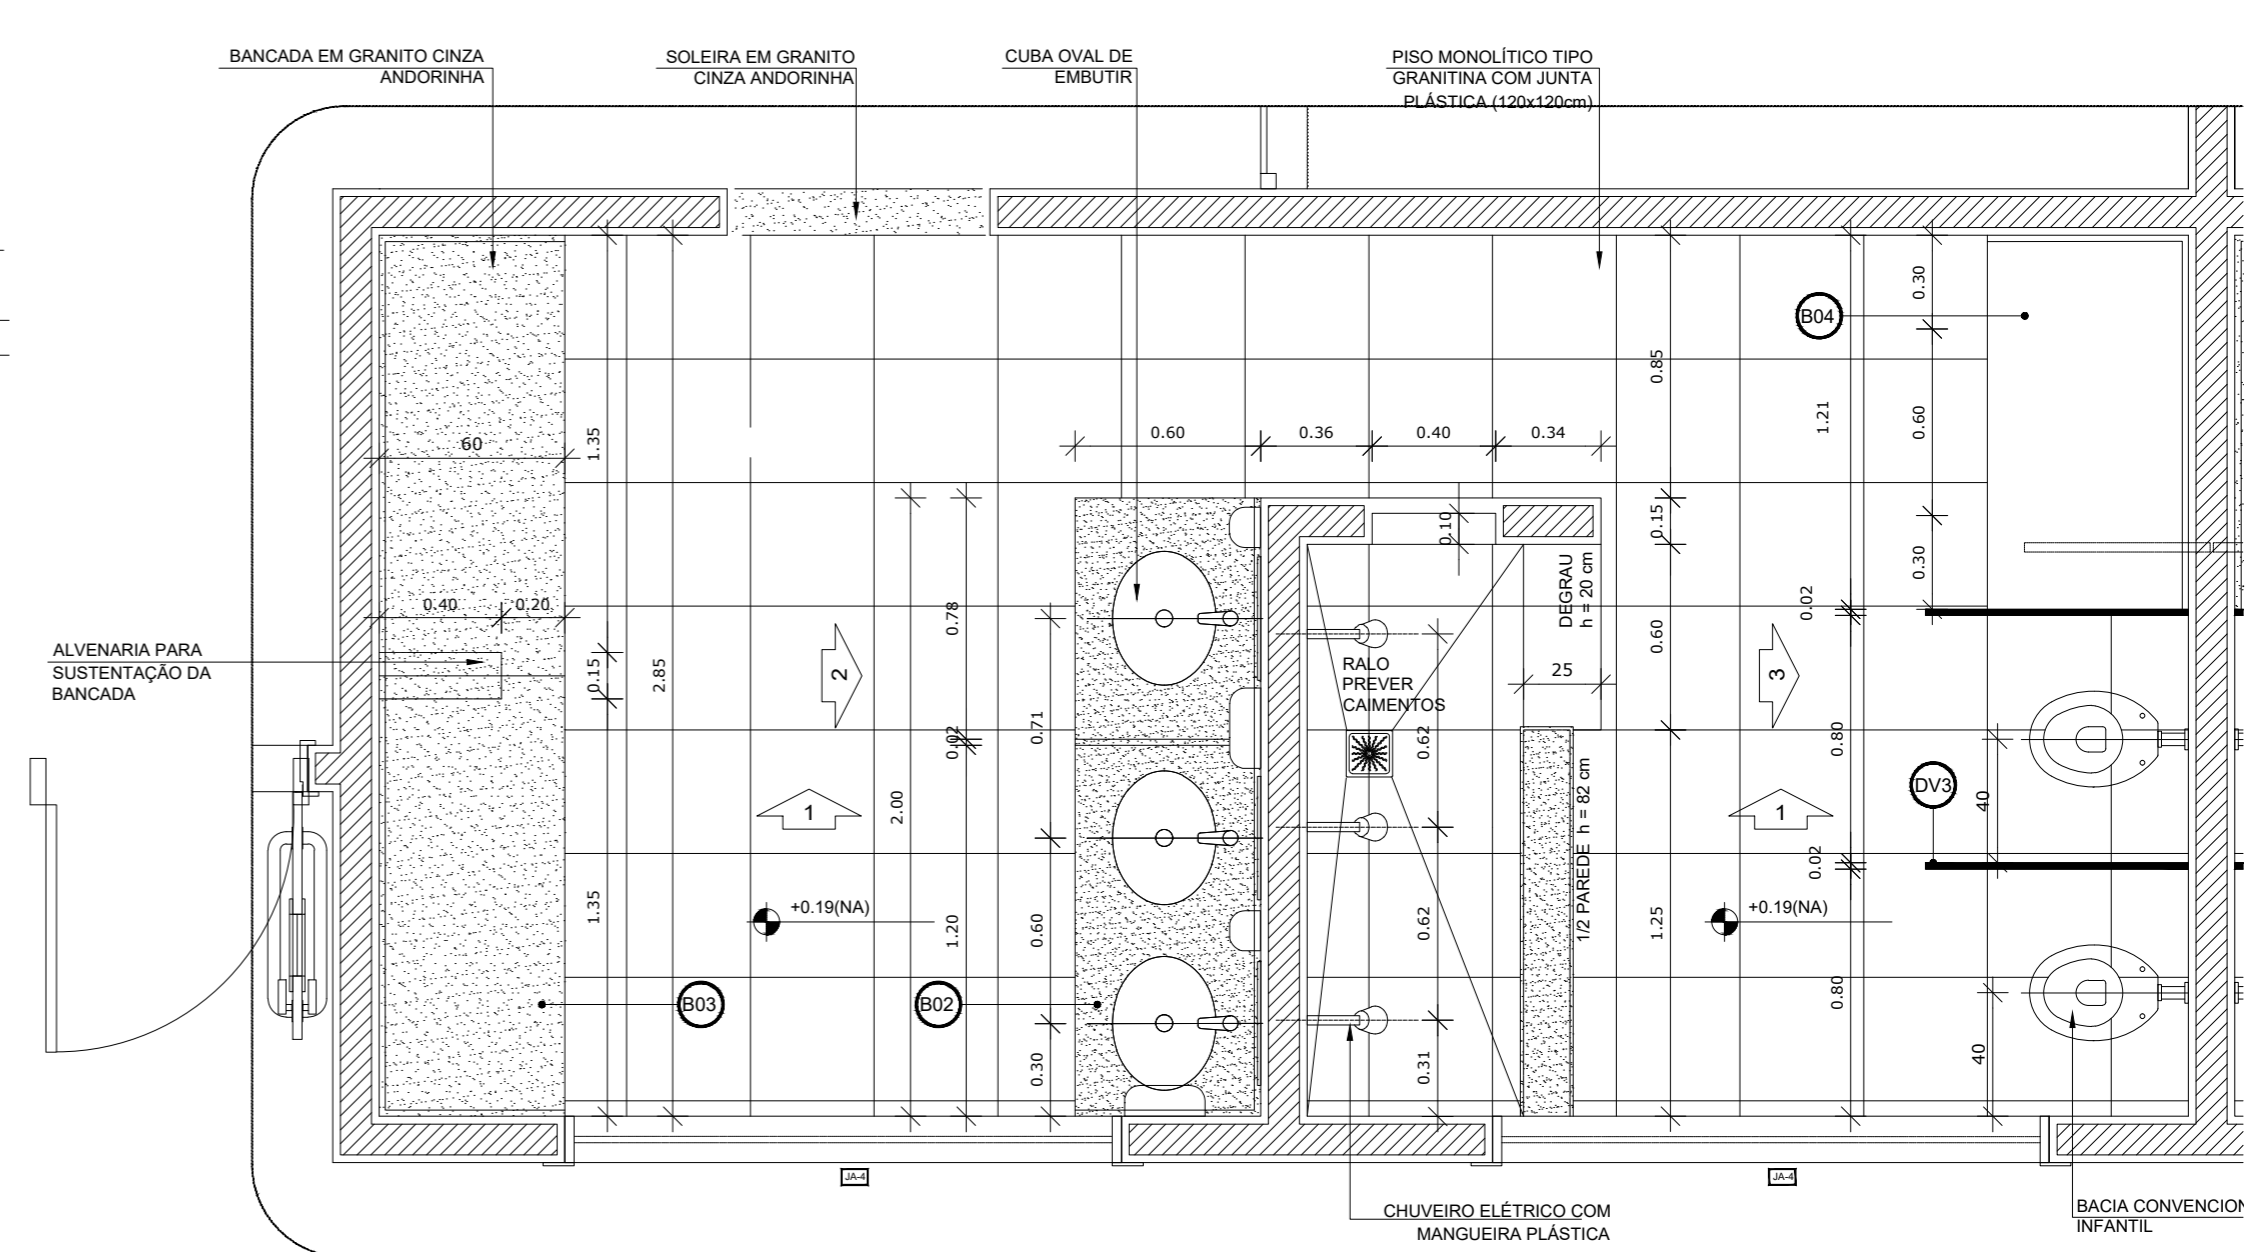 BANCADA EM GRANITO CINZA
ANDORINHA
SOLEIRA EM GRANITO
CINZA ANDORINHA
CUBA OVAL DE
EMBUTIR
PISO MONOLÍTICO TIPO
GRANITINA COM JUNTA
PLÁSTICA (120x120cm)
B04
0.30
0.85
1.21
0.60
60
1.35
0.60
0.36
0.40
0.34
0.10
0.15
0.30
DEGRAU
h = 20 cm
0.40
0.20
0.78
0.02
0.60
ALVENARIA PARA
SUSTENTAÇÃO DA
BANCADA
0.15
2.85
2
RALO
PREVER
CAIMENTOS
25
3
0.02
0.71
0.62
0.80
2.00
1
1
DV3
40
1/2 PAREDE h = 82 cm
0.02
1.35
+0.19(NA)
1.20
0.60
0.62
1.25
+0.19(NA)
B03
B02
0.80
0.30
0.31
40
JA-4
JA-4
CHUVEIRO ELÉTRICO COM
MANGUEIRA PLÁSTICA
BACIA CONVENCION
INFANTIL